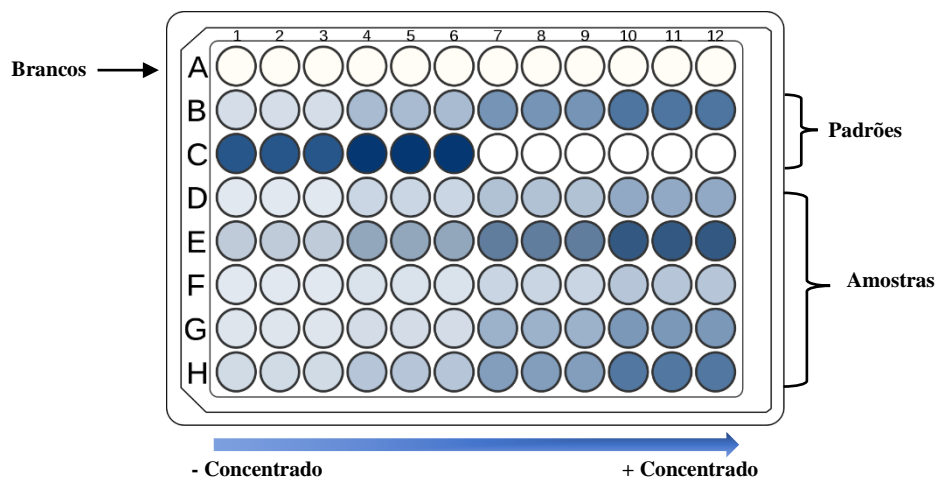 1 2 3 4 5 6 7 8 9 10 11 12
Brancos
A
B
Padrões
C
D
E
Amostras
F
G
H
- Concentrado
+ Concentrado